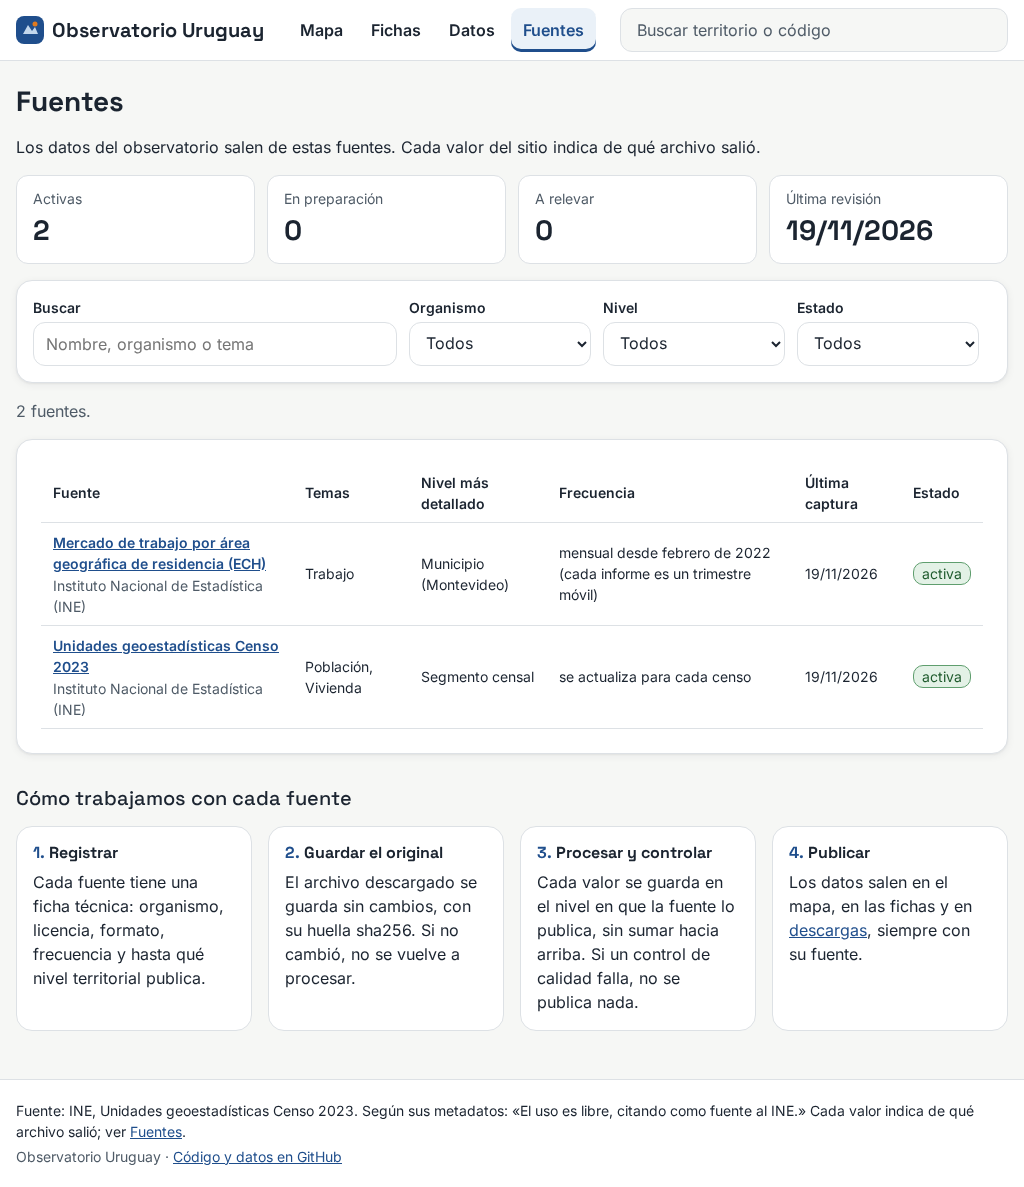 Observatorio Uruguay
Mapa
Fichas
Datos
Fuentes
Buscar territorio o código
Fuentes
Los datos del observatorio salen de estas fuentes. Cada valor del sitio indica de qué archivo salió.
Activas
2
En preparación
0
A relevar
0
Última revisión
19/11/2026
Buscar
Nombre, organismo o tema
Organismo
Todos
Nivel
Todos
Estado
Todos
2 fuentes.
Fuente
Temas
Nivel más
detallado
Frecuencia
Última
captura
Estado
Mercado de trabajo por área
geográfica de residencia (ECH)
Instituto Nacional de Estadística
(INE)
Trabajo
Municipio
(Montevideo)
mensual desde febrero de 2022
(cada informe es un trimestre
móvil)
19/11/2026
activa
Unidades geoestadísticas Censo
2023
Instituto Nacional de Estadística
(INE)
Población,
Vivienda
Segmento censal
se actualiza para cada censo
19/11/2026
activa
Cómo trabajamos con cada fuente
1. Registrar
Cada fuente tiene una
ficha técnica: organismo,
licencia, formato,
frecuencia y hasta qué
nivel territorial publica.
2. Guardar el original
El archivo descargado se
guarda sin cambios, con
su huella sha256. Si no
cambió, no se vuelve a
procesar.
3. Procesar y controlar
Cada valor se guarda en
el nivel en que la fuente lo
publica, sin sumar hacia
arriba. Si un control de
calidad falla, no se
publica nada.
4. Publicar
Los datos salen en el
mapa, en las fichas y en
descargas, siempre con
su fuente.
Fuente: INE, Unidades geoestadísticas Censo 2023. Según sus metadatos: «El uso es libre, citando como fuente al INE.» Cada valor indica de qué
archivo salió; ver Fuentes.
Observatorio Uruguay · Código y datos en GitHub